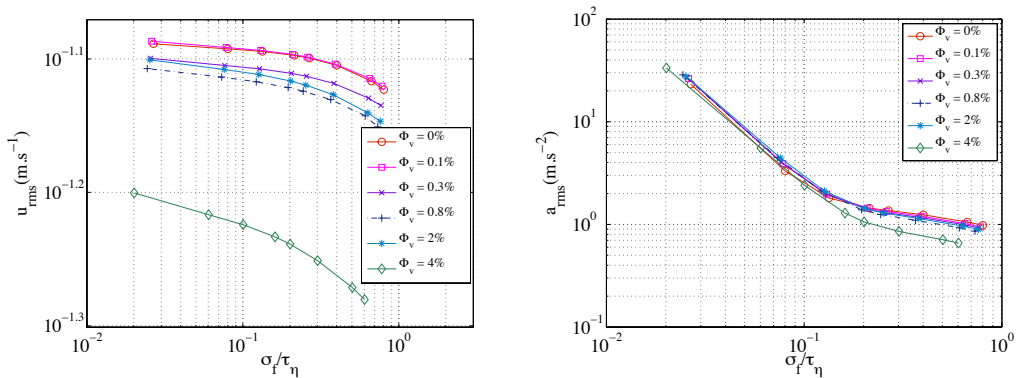 10^-1.1
10^-1.2
10^-1.3
u_rms(m.s^-1)
10^-2
10^-1
10^0
σ_f/τ_η
Φ_v = 0%
Φ_v = 0.1%
Φ_v = 0.3%
Φ_v = 0.8%
Φ_v = 2%
Φ_v = 4%
10^2
10^1
10^0
10^-1
a_rms(m.s^-2)
10^-2
10^-1
10^0
σ_f/τ_η
Φ_v = 0%
Φ_v = 0.1%
Φ_v = 0.3%
Φ_v = 0.8%
Φ_v = 2%
Φ_v = 4%